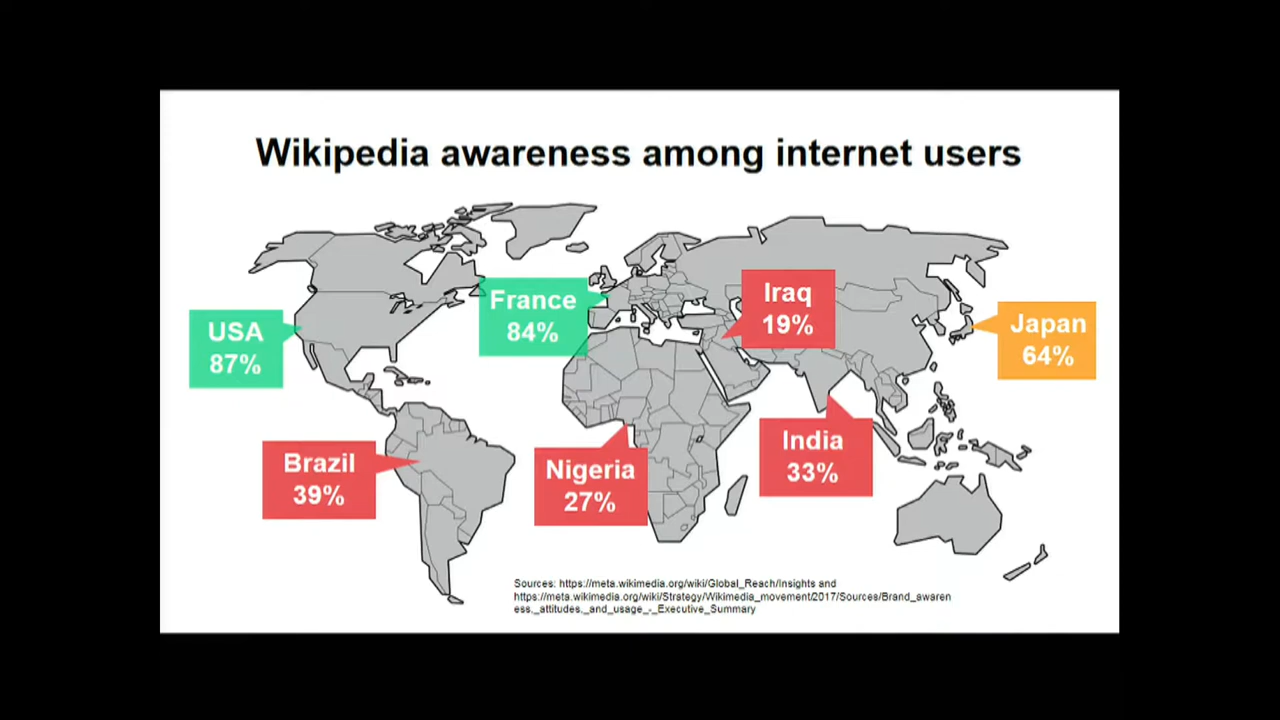 Wikipedia awareness among internet users
USA
87%
France
84%
Iraq
19%
Japan
64%
Brazil
39%
Nigeria
27%
India
33%
Sources: https://meta.wikimedia.org/wiki/Global_Reach/Insights and
https://meta.wikimedia.org/wiki/Strategy/Wikimedia_movement/2017/Sources/Brand_awaren
ess,_attitudes,_and_usage_-_Executive_Summary